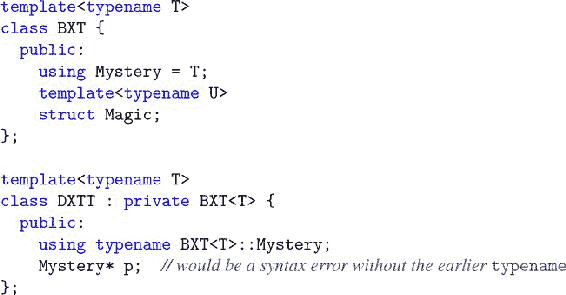 template<typename T>
class BXT {
  public:
    using Mystery = T;
    template<typename U>
    struct Magic;
};

template<typename T>
class DXTT : private BXT<T> {
  public:
    using typename BXT<T>::Mystery;
    Mystery* p;  // would be a syntax error without the earlier typename
};